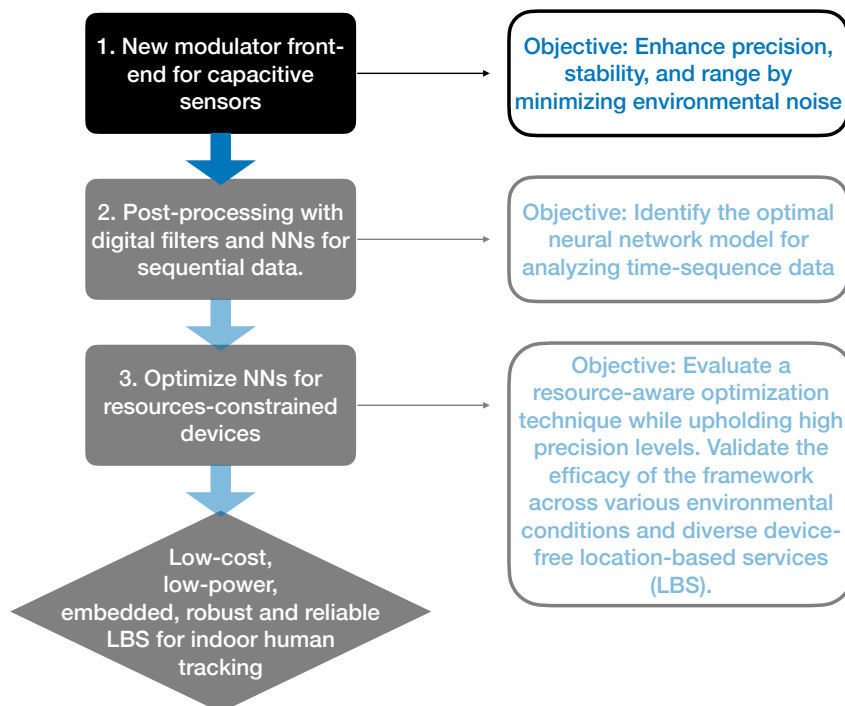 1. New modulator front-
end for capacitive
sensors
Objective: Enhance precision,
stability, and range by
minimizing environmental noise
2. Post-processing with
digital filters and NNs for
sequential data.
Objective: Identify the optimal
neural network model for
analyzing time-sequence data
3. Optimize NNs for
resources-constrained
devices
Objective: Evaluate a
resource-aware optimization
technique while upholding high
precision levels. Validate the
efficacy of the framework
across various environmental
conditions and diverse device-
free location-based services
(LBS).
Low-cost,
low-power,
embedded, robust and reliable
LBS for indoor human
tracking